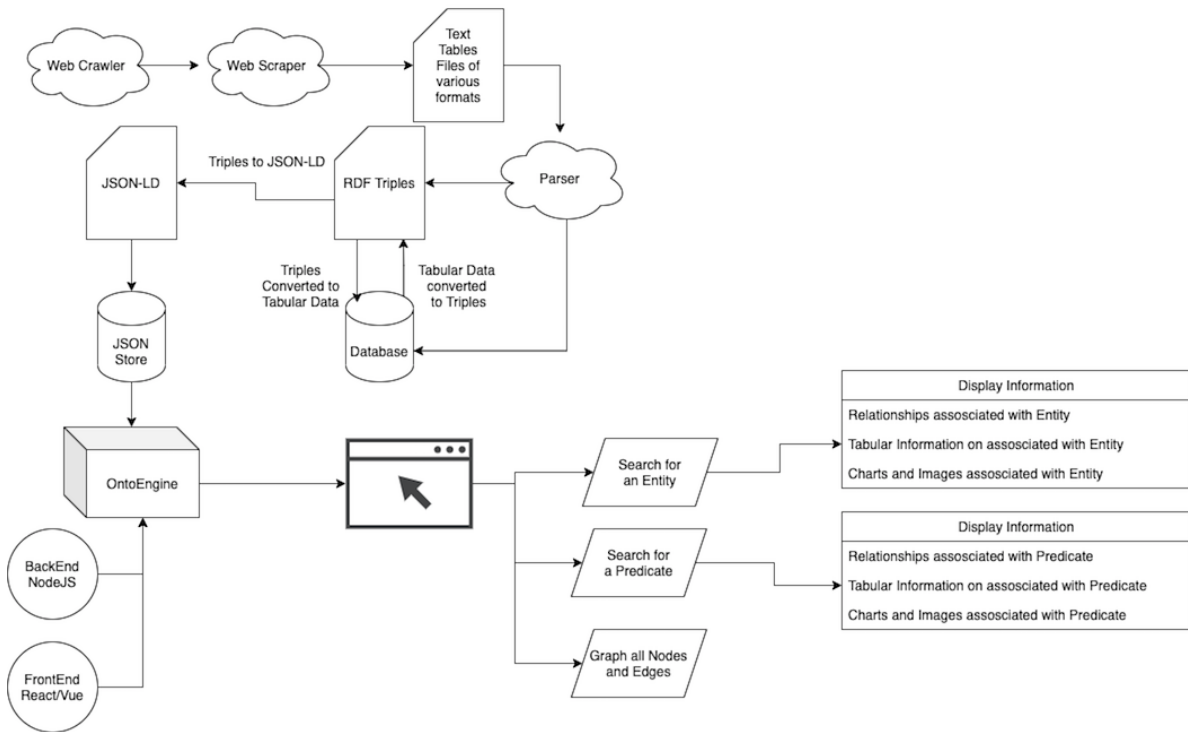 Web Crawler
Web Scraper
Text
Tables
Files of
various
formats
JSON-LD
Triples to JSON-LD
RDF Triples
Parser
Triples
Converted to
Tabular Data
Tabular Data
converted
to Triples
JSON
Store
Database
OntoEngine
BackEnd
NodeJS
FrontEnd
React/Vue
Search for
an Entity
Search for
a Predicate
Graph all Nodes
and Edges
Display Information
Relationships assosciated with Entity
Tabular Information on assosciated with Entity
Charts and Images assosciated with Entity
Display Information
Relationships assosciated with Predicate
Tabular Information on assosciated with Predicate
Charts and Images assosciated with Predicate